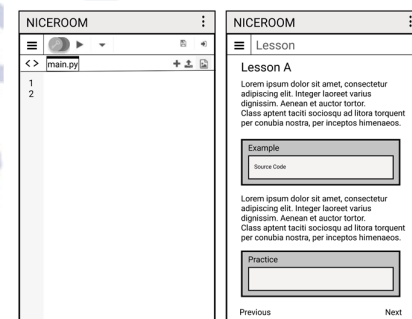 NICEROOM
<> main.py
1
2
NICEROOM
Lesson
Lesson A
Lorem ipsum dolor sit amet, consectetur
adipiscing elit. Integer laoreet varius
dignissim. Aenean et auctor tortor.
Class aptent taciti sociosqu ad litora torquent
per conubia nostra, per inceptos himenaeos.
Example
Source Code
Lorem ipsum dolor sit amet, consectetur
adipiscing elit. Integer laoreet varius
dignissim. Aenean et auctor tortor.
Class aptent taciti sociosqu ad litora torquent
per conubia nostra, per inceptos himenaeos.
Practice
Previous Next